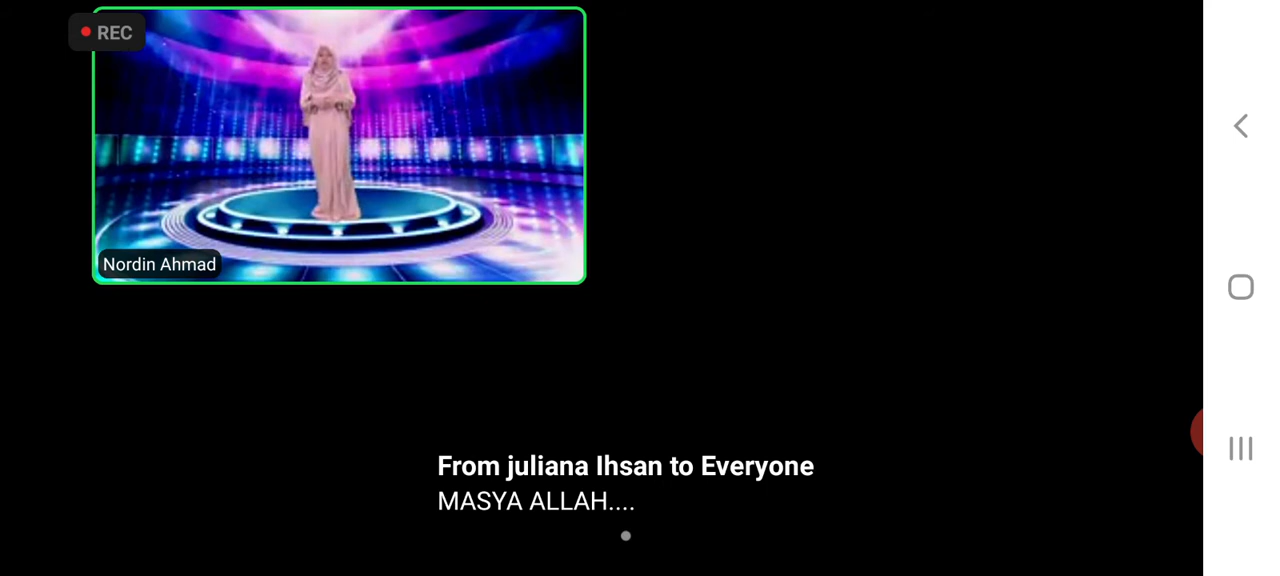 REC
Nordin Ahmad
From juliana Ihsan to Everyone
MASYA ALLAH....